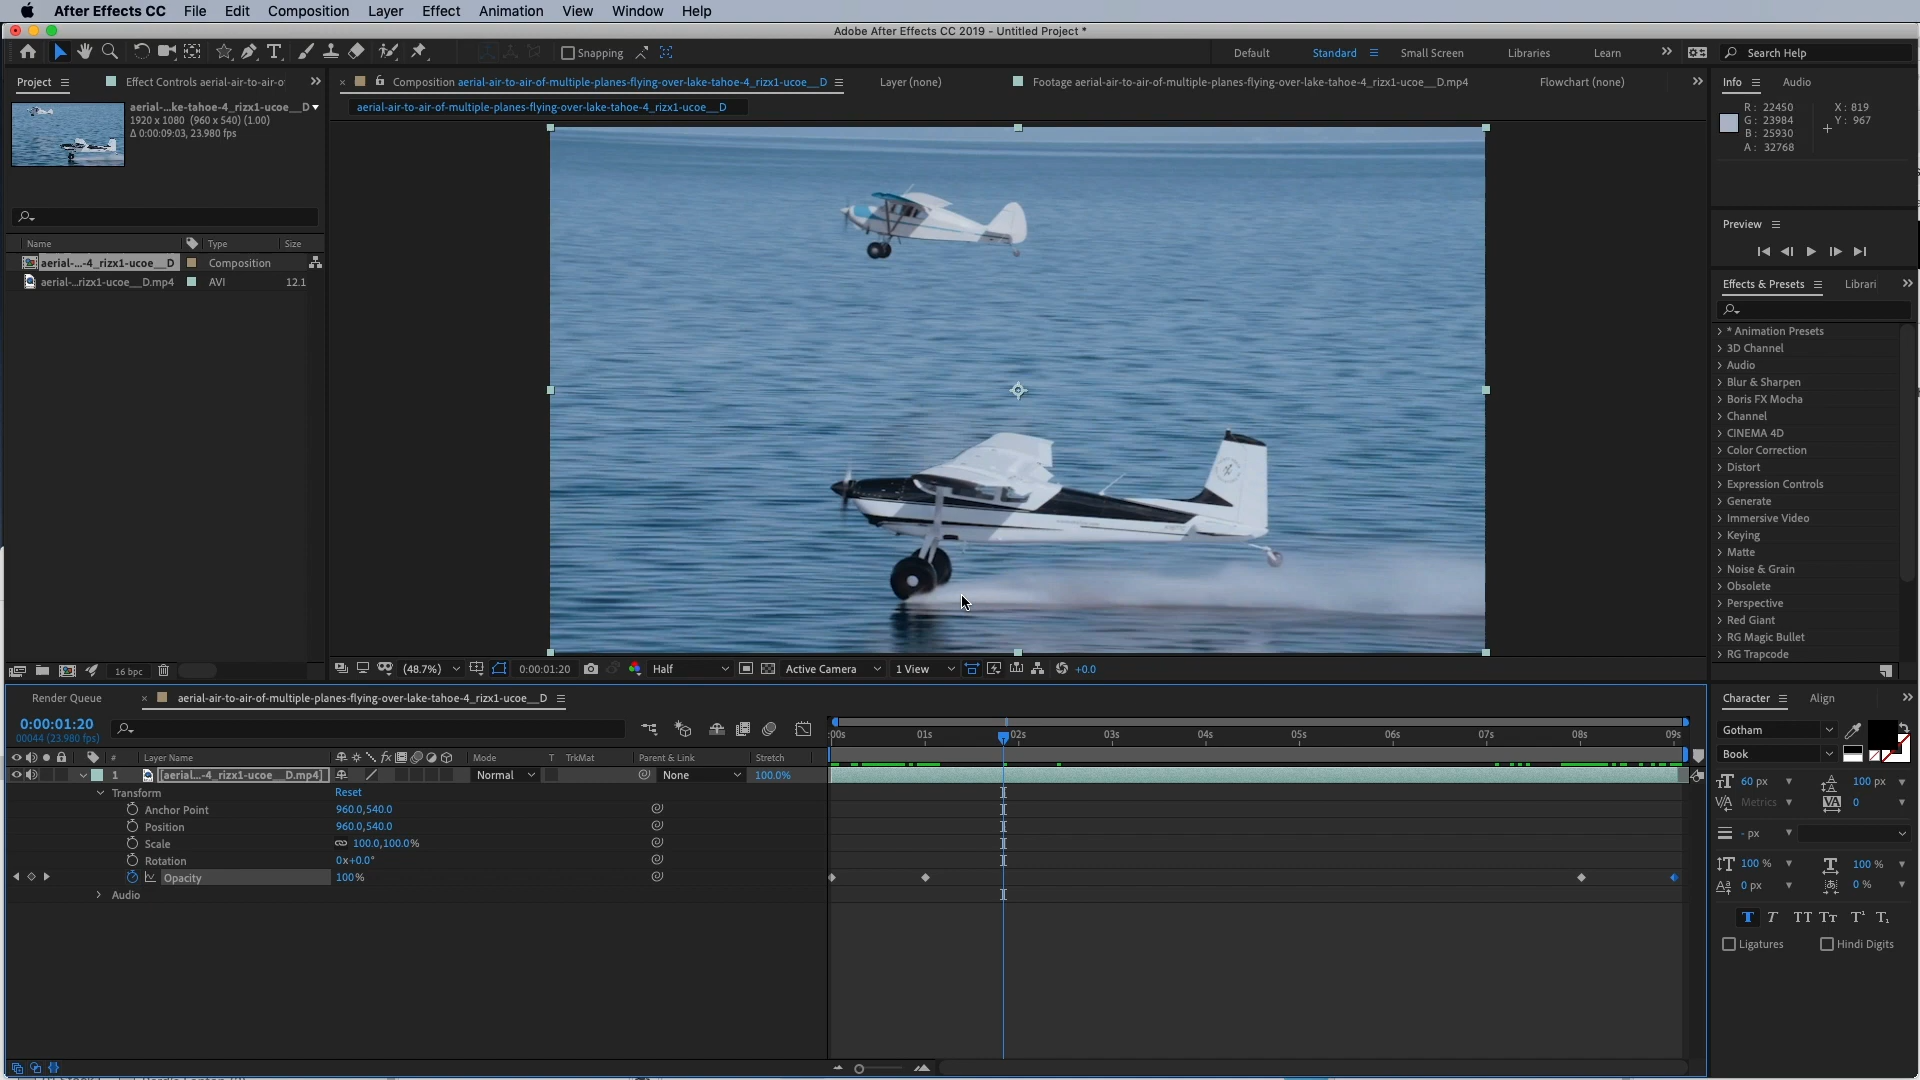 After Effects CC File Edit Composition Layer Effect Animation View Window Help
Adobe After Effects CC 2019 - Untitled Project *
Snapping
Default Standard Small Screen Libraries Learn Search Help
Project Effect Controls aerial-air-to-air-o
Composition aerial-air-to-air-of-multiple-planes-flying-over-lake-tahoe-4_rizx1-ucoe__D
Layer (none)
Footage aerial-air-to-air-of-multiple-planes-flying-over-lake-tahoe-4_rizx1-ucoe__D.mp4
Flowchart (none)
Info Audio
aerial-...ke-tahoe-4_rizx1-ucoe__D
1920 x 1080 (960 x 540) (1.00)
Δ 0:00:09:03, 23.980 fps
aerial-air-to-air-of-multiple-planes-flying-over-lake-tahoe-4_rizx1-ucoe__D
R: 22450
G: 23984
B: 25930
A: 32768
X: 819
Y: 967
Name Type Size
aerial-...-4_rizx1-ucoe__D Composition
aerial-...rizx1-ucoe__D.mp4 AVI 12.1
16 bpc
Preview
Effects & Presets Librari
* Animation Presets
3D Channel
Audio
Blur & Sharpen
Boris FX Mocha
Channel
CINEMA 4D
Color Correction
Distort
Expression Controls
Generate
Immersive Video
Keying
Matte
Noise & Grain
Obsolete
Perspective
Red Giant
RG Magic Bullet
RG Trapcode
(48.7%) 0:00:01:20 Half Active Camera 1 View +0.0
Render Queue aerial-air-to-air-of-multiple-planes-flying-over-lake-tahoe-4_rizx1-ucoe__D
0:00:01:20
00044 (23.980 fps)
:00s 01s 02s 03s 04s 05s 06s 07s 08s 09s
# Layer Name fx Mode T TrkMat Parent & Link Stretch
1 [aerial...-4_rizx1-ucoe__D.mp4] Normal None 100.0%
Transform Reset
Anchor Point 960.0,540.0
Position 960.0,540.0
Scale 100.0,100.0%
Rotation 0x+0.0°
Opacity 100%
Audio
Character Align
Gotham
Book
60 px 100 px
Metrics 0
- px
100 % 100 %
0 px 0 %
T T TT Tt T¹ T₁
Ligatures Hindi Digits